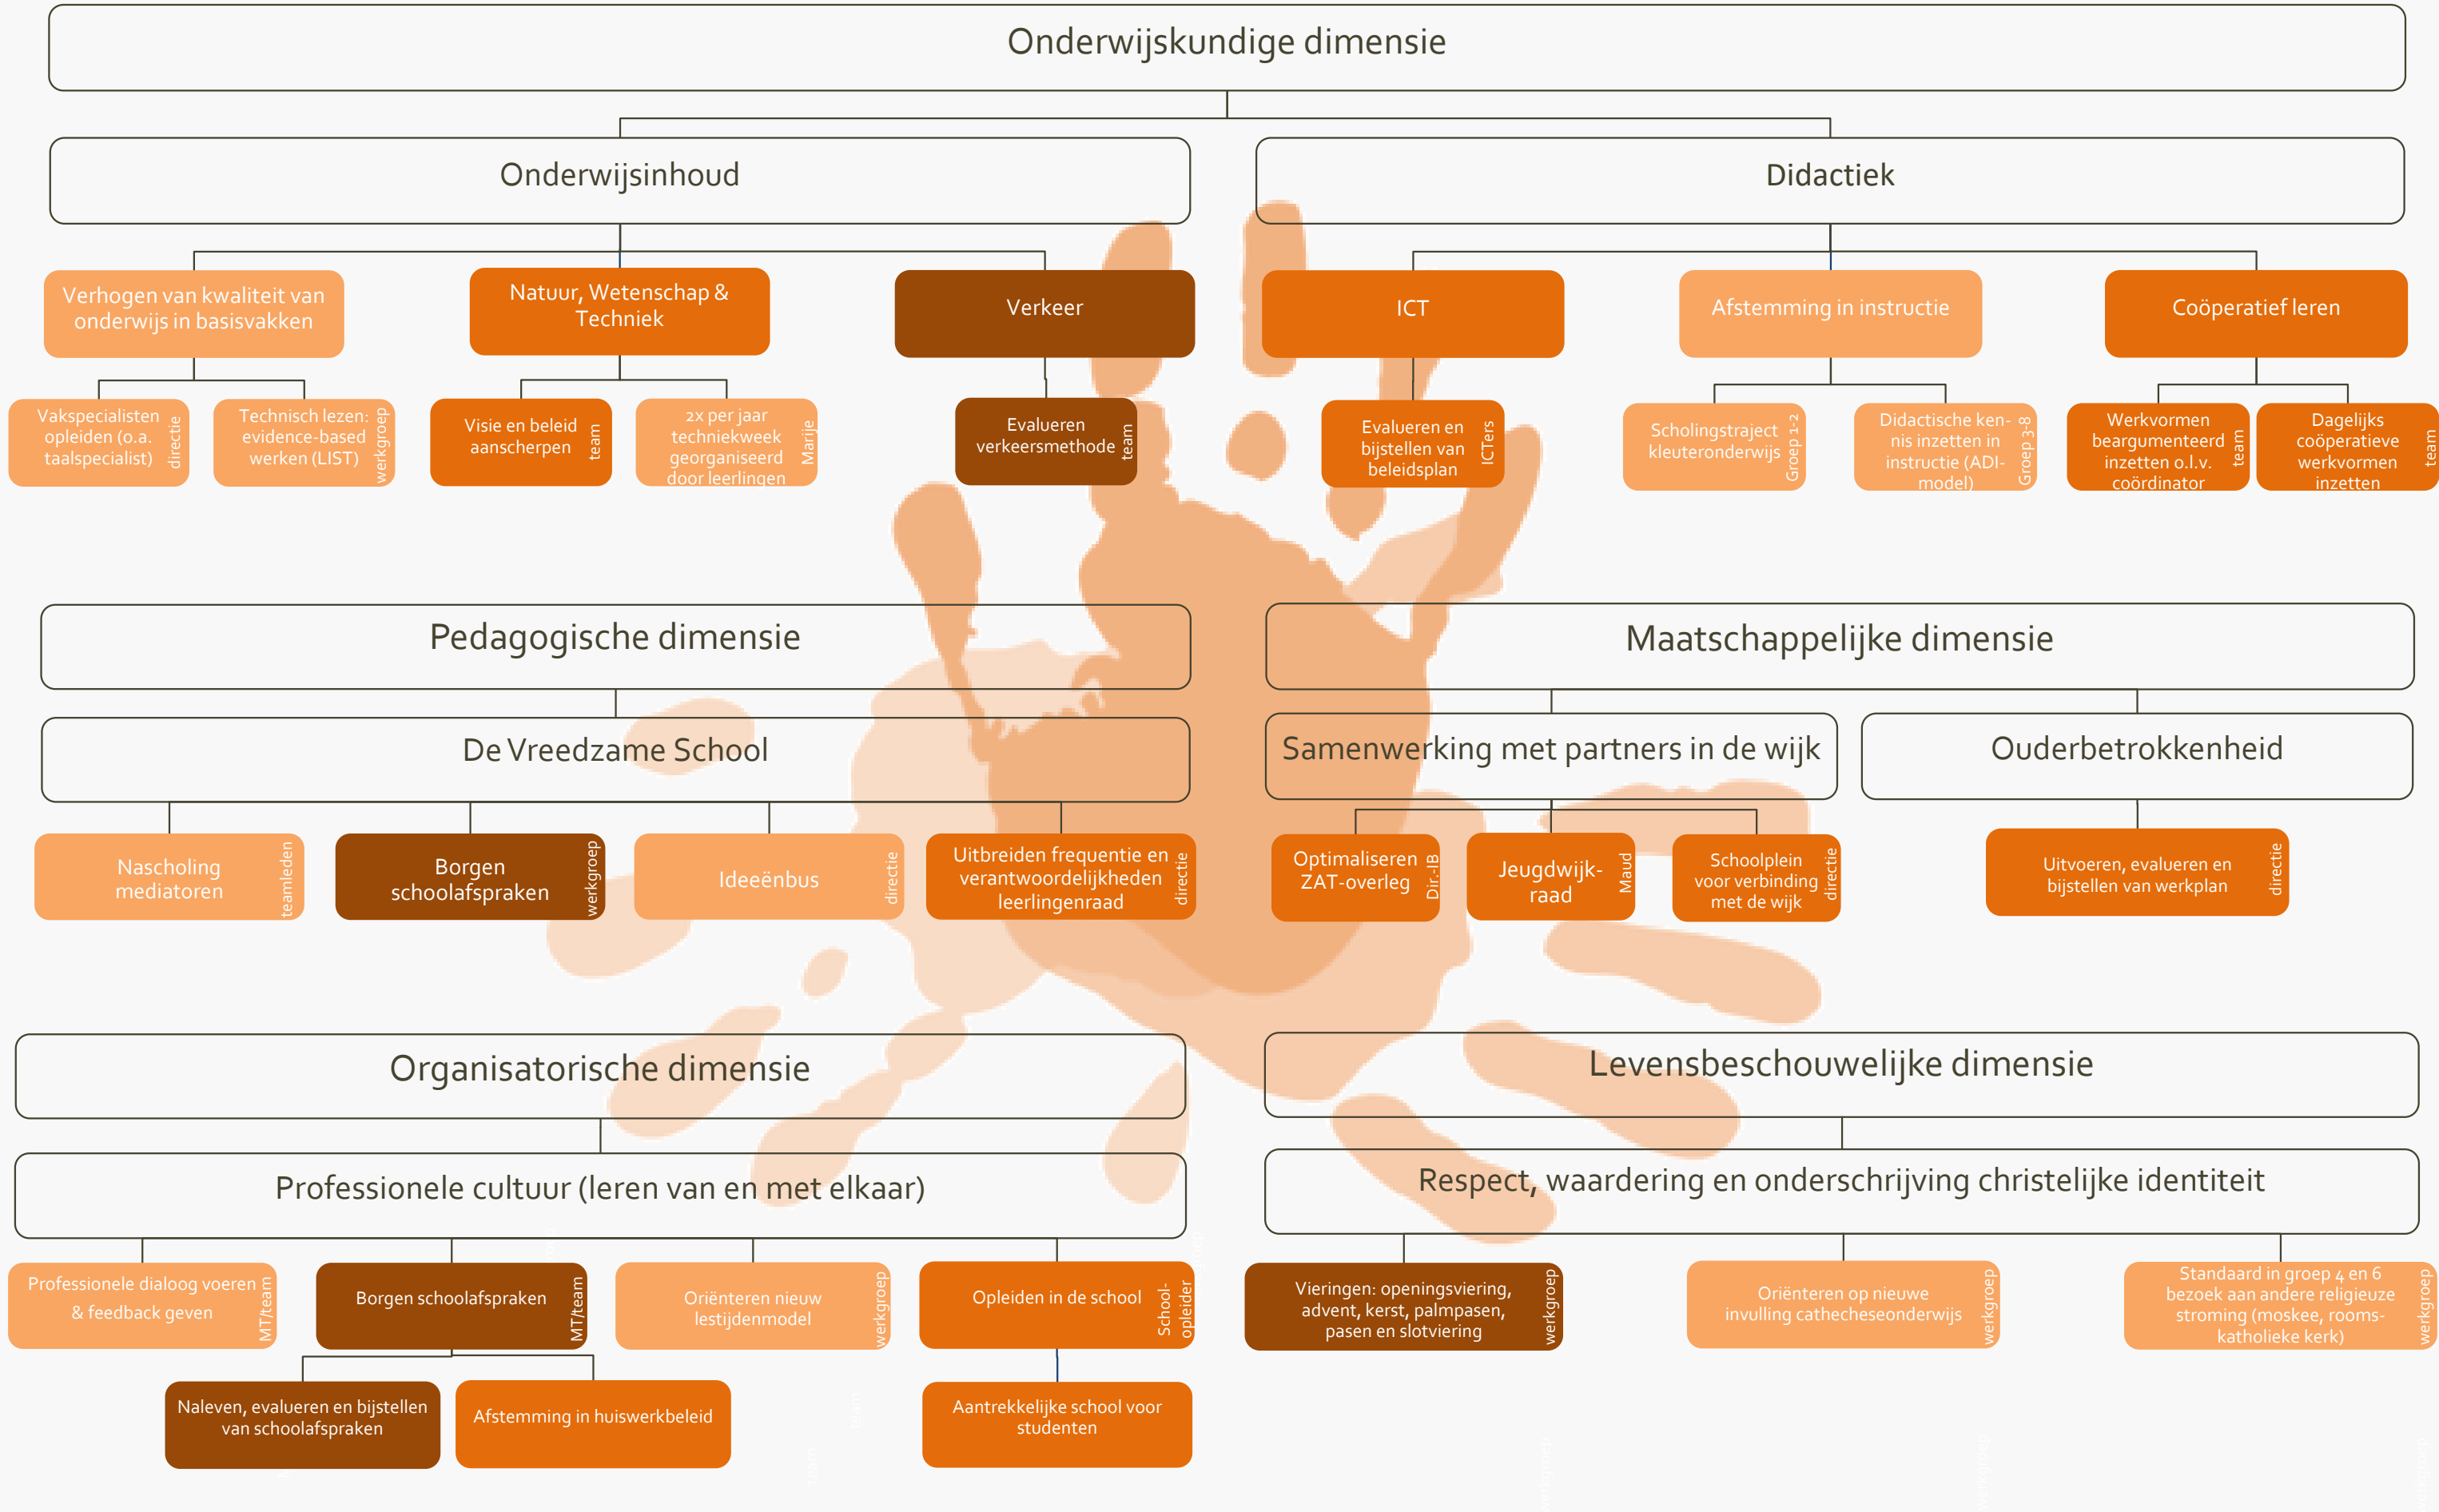 Onderwijskundige dimensie
Onderwijsinhoud
Didactiek
Verhogen van kwaliteit van
onderwijs in basisvakken
Natuur, Wetenschap &
Techniek
Verkeer
ICT
Afstemming in instructie
Coöperatief leren
Vakspecialisten
opleiden (o.a.
taalspecialist)
directie
Technisch lezen:
evidence-based
werken (LIST)
werkgroep
Visie en beleid
aanscherpen
team
2x per jaar
techniekweek
georganiseerd
door leerlingen
Marije
Evalueren
verkeersmethode
team
Evalueren en
bijstellen van
beleidsplan
ICTers
Scholingstraject
kleuteronderwijs
Groep 1-2
Didactische ken-
nis inzetten in
instructie (ADI-
model)
Groep 3-8
Werkvormen
beargumenteerd
inzetten o.l.v.
coördinator
team
Dagelijks
coöperatieve
werkvormen
inzetten
team
Pedagogische dimensie
De Vreedzame School
Nascholing
mediatoren
teamleden
Borgen
schoolafspraken
werkgroep
Ideeënbus
directie
Uitbreiden frequentie en
verantwoordelijkheden
leerlingenraad
directie
Maatschappelijke dimensie
Samenwerking met partners in de wijk
Ouderbetrokkenheid
Optimaliseren
ZAT-overleg
Dir.-IB
Jeugdwijk-
raad
Maud
Schoolplein
voor verbinding
met de wijk
directie
Uitvoeren, evalueren en
bijstellen van werkplan
directie
Organisatorische dimensie
Professionele cultuur (leren van en met elkaar)
Professionele dialoog voeren
& feedback geven
MT/team
Borgen schoolafspraken
MT/team
Oriënteren nieuw
lestijdenmodel
werkgroep
Opleiden in de school
School-
opleider
Naleven, evalueren en bijstellen
van schoolafspraken
Afstemming in huiswerkbeleid
Aantrekkelijke school voor
studenten
Levensbeschouwelijke dimensie
Respect, waardering en onderschrijving christelijke identiteit
Vieringen: openingsviering,
advent, kerst, palmpasen,
pasen en slotviering
werkgroep
Oriënteren op nieuwe
invulling cathecheseonderwijs
werkgroep
Standaard in groep 4 en 6
bezoek aan andere religieuze
stroming (moskee, rooms-
katholieke kerk)
werkgroep
team
team
werkgroep
werkgroep
werkgroep